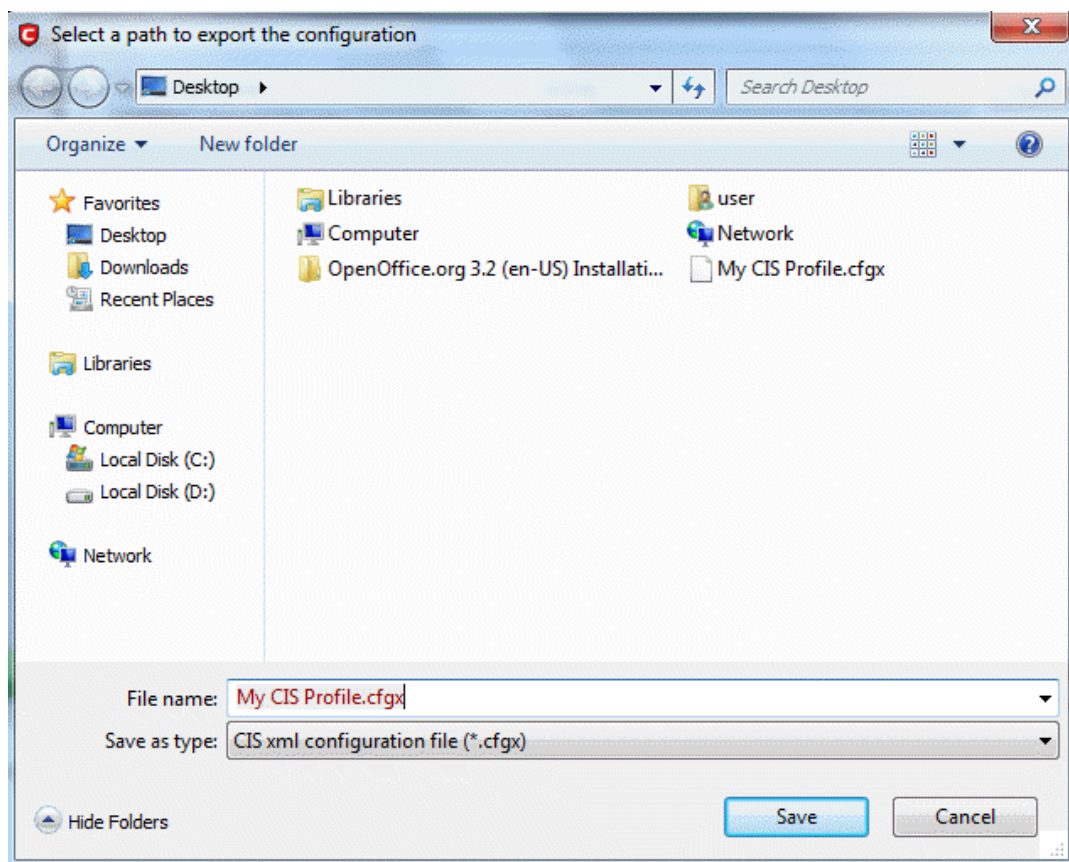 Select a path to export the configuration
Desktop
Search Desktop
Organize
New folder
Favorites
Desktop
Downloads
Recent Places
Libraries
Computer
Local Disk (C:)
Local Disk (D:)
Network
Libraries
user
Computer
Network
OpenOffice.org 3.2 (en-US) Installati...
My CIS Profile.cfgx
File name: My CIS Profile.cfgx
Save as type: CIS xml configuration file (*.cfgx)
Hide Folders
Save
Cancel